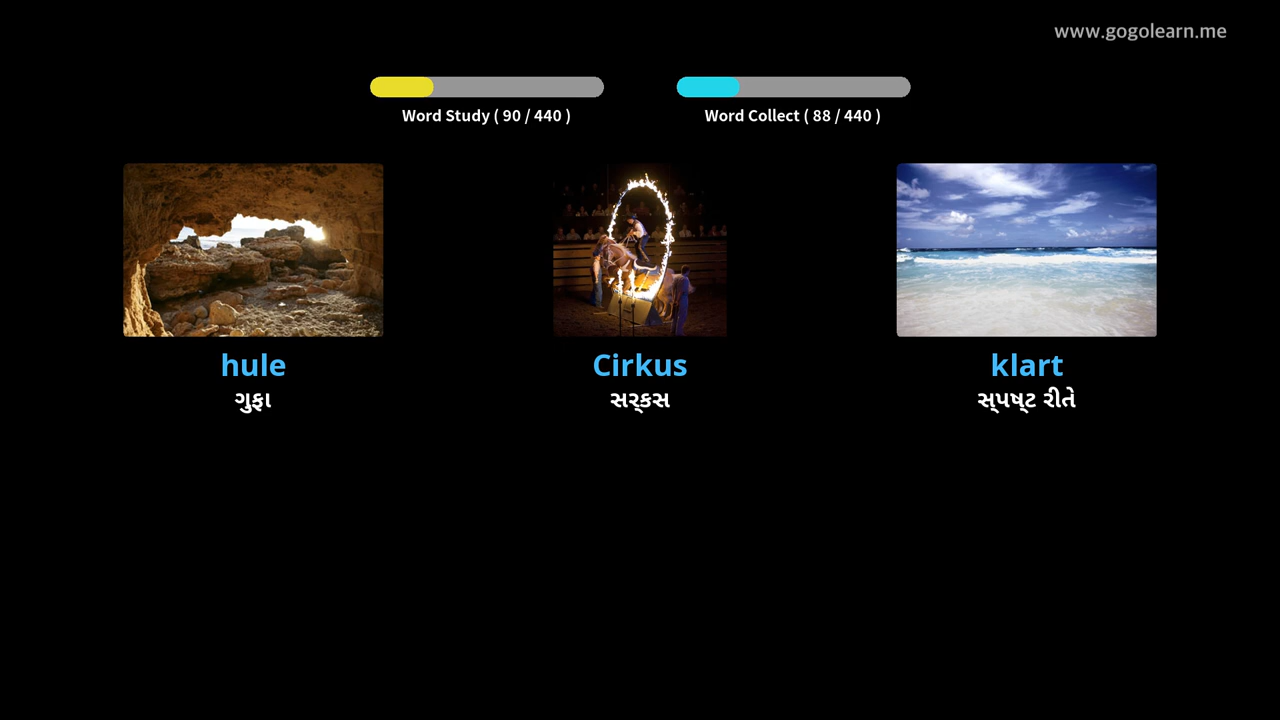 www.gogolearn.me
Word Study ( 90 / 440 )
Word Collect ( 88 / 440 )
hule
ગુફા
Cirkus
સર્કસ
klart
સ્પષ્ટ રીતે